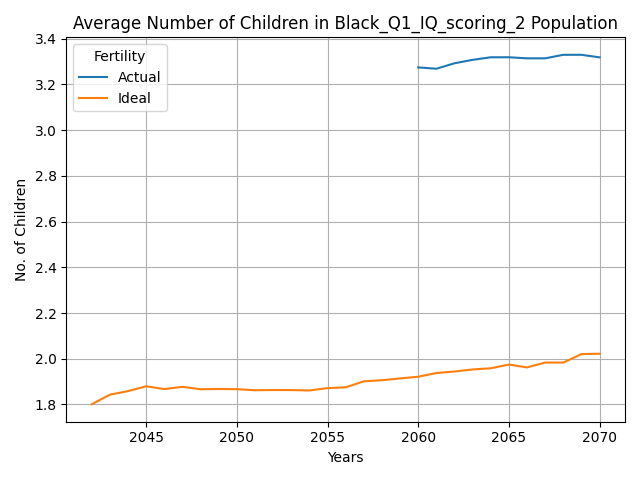 Average Number of Children in Black_Q1_IQ_scoring_2 Population
Fertility
Actual
Ideal
No. of Children
3.4
3.2
3.0
2.8
2.6
2.4
2.2
2.0
1.8
2045 2050 2055 2060 2065 2070
Years